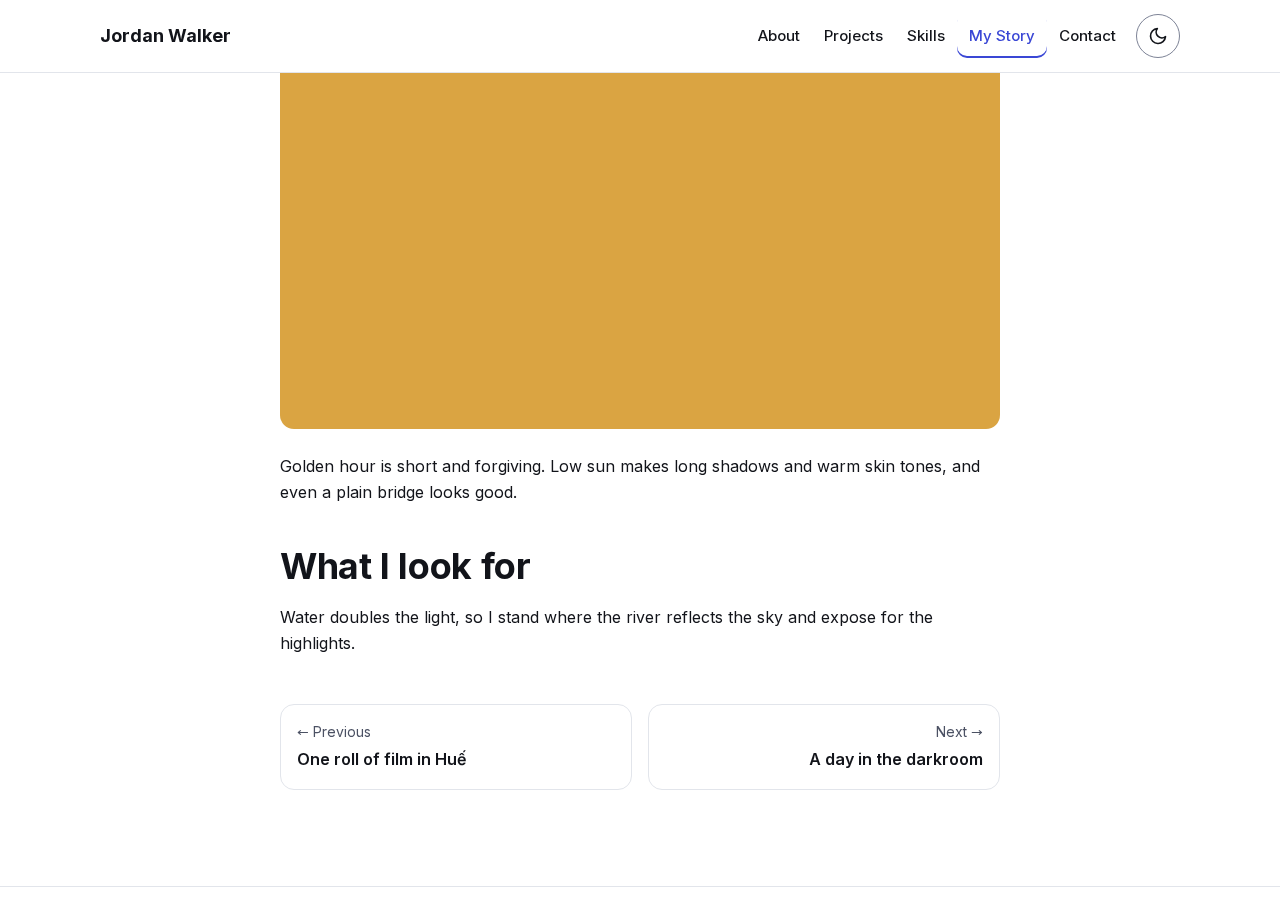 Jordan Walker
About
Projects
Skills
My Story
Contact
Golden hour is short and forgiving. Low sun makes long shadows and warm skin tones, and
even a plain bridge looks good.
What I look for
Water doubles the light, so I stand where the river reflects the sky and expose for the
highlights.
← Previous
One roll of film in Huế
Next →
A day in the darkroom